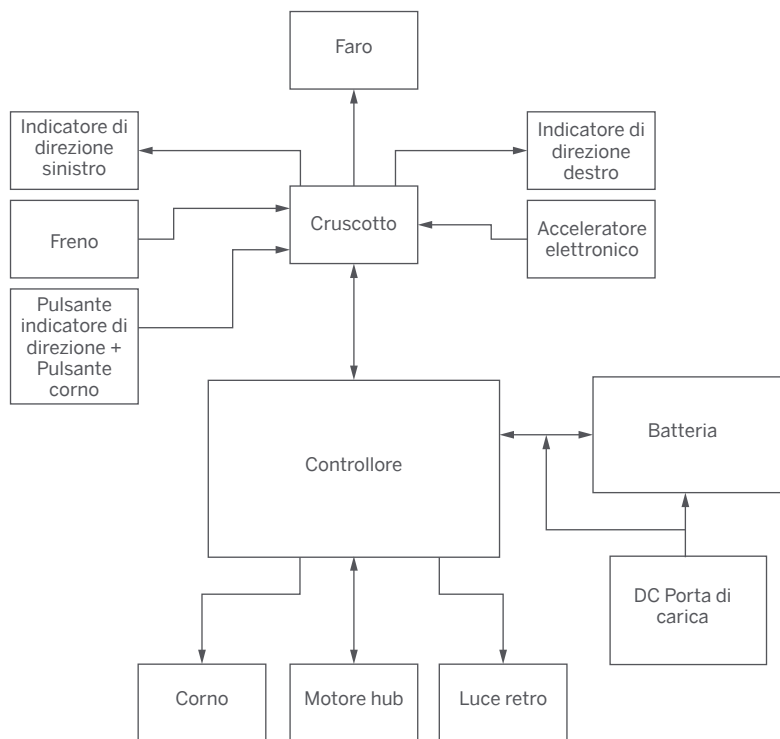 Faro
Indicatore di
direzione
sinistro
Indicatore di
direzione
destro
Freno
Cruscotto
Acceleratore
elettronico
Pulsante
indicatore di
direzione +
Pulsante
corno
Controllore
Batteria
DC Porta di
carica
Corno
Motore hub
Luce retro